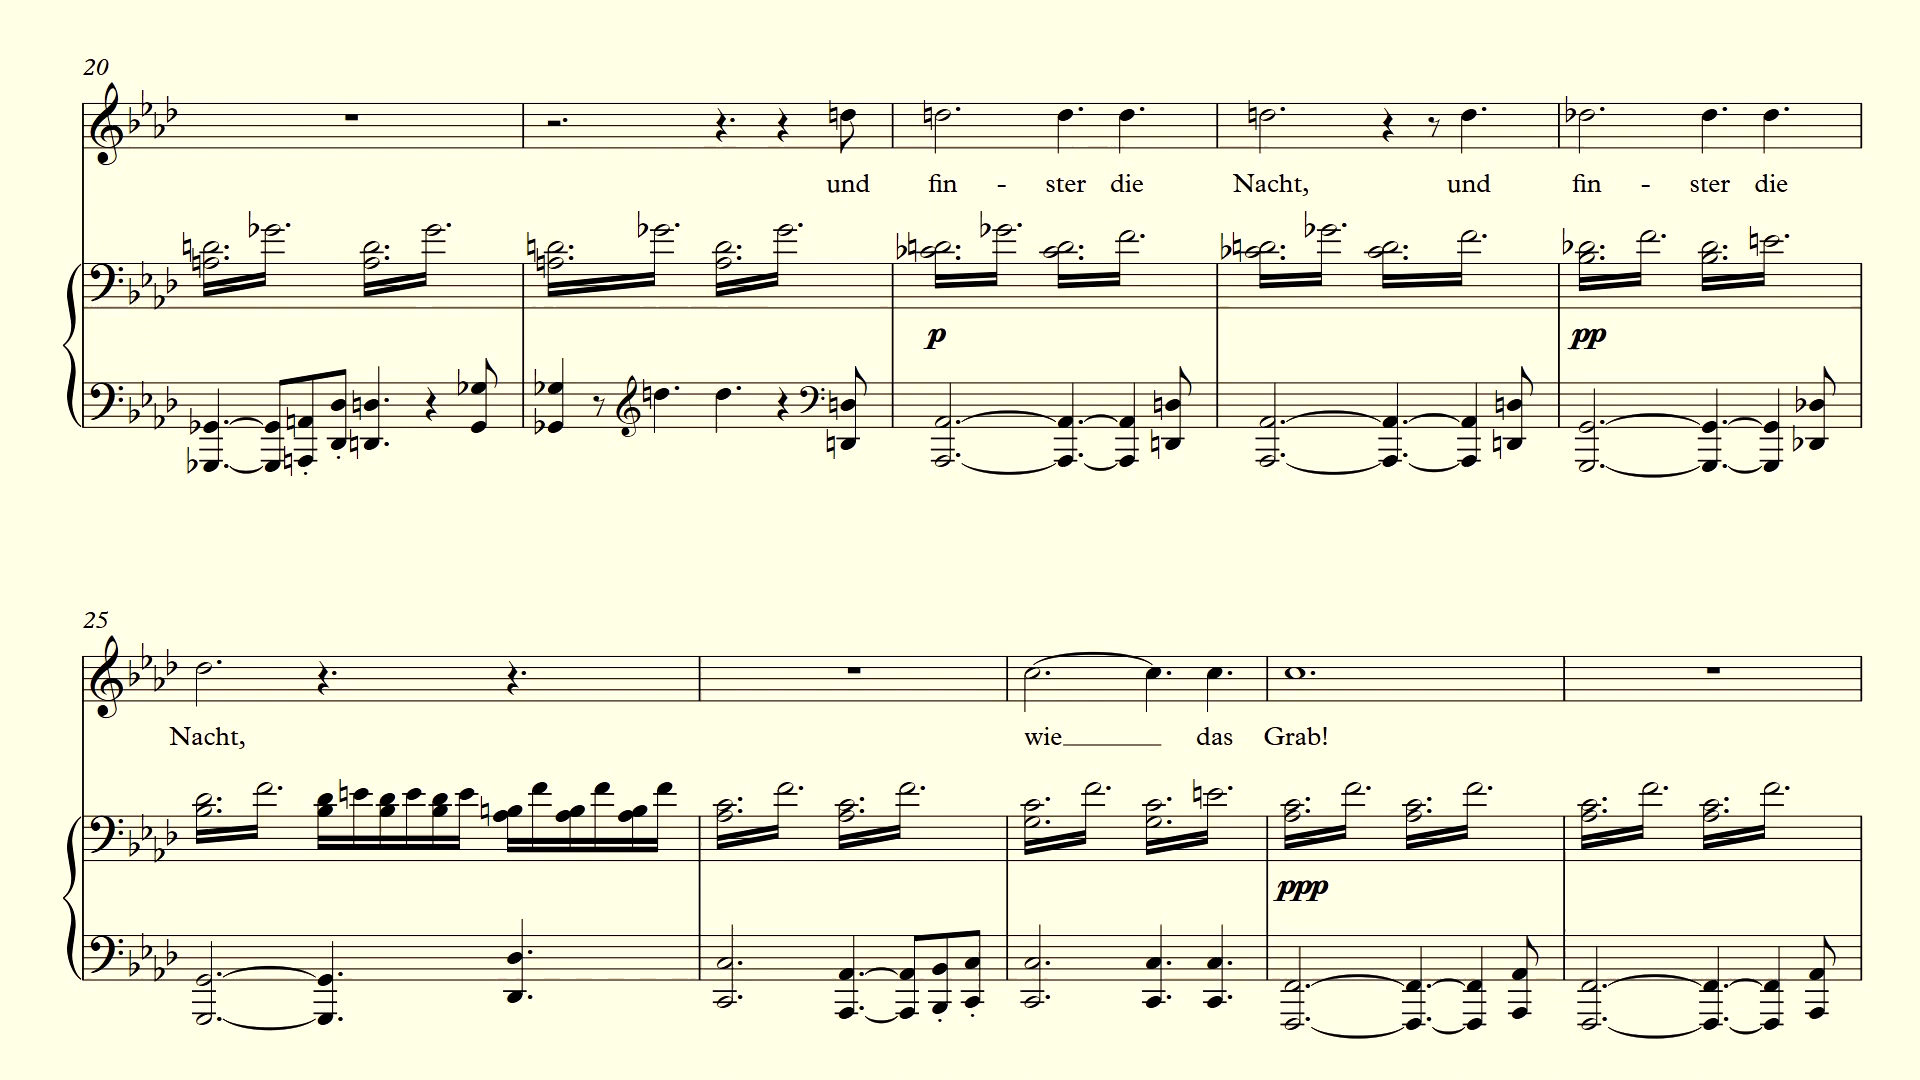 20
und fin - ster die Nacht, und fin - ster die
p pp
25
Nacht, wie das Grab!
ppp